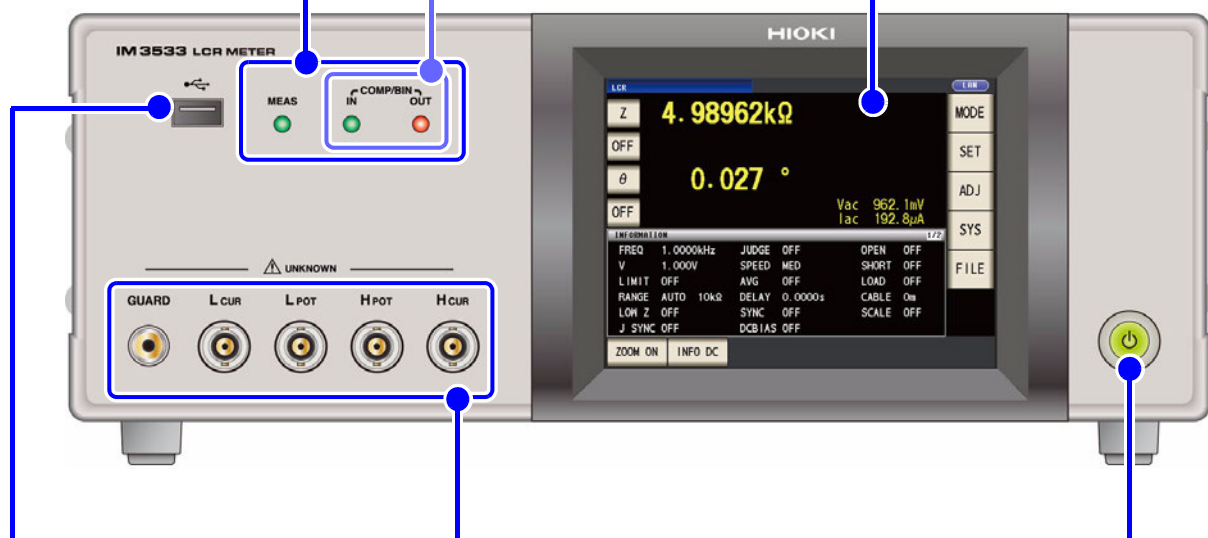 HIOKI
IM 3533 LCR METER
MEAS
COMP/BIN
IN OUT
LCR
LAN
Z 4.98962kΩ
OFF
θ 0.027 °
OFF
Vac 962.1mV
Iac 192.8μA
MODE
SET
ADJ
SYS
FILE
INFORMATION 1/2
FREQ 1.0000kHz JUDGE OFF OPEN OFF
V 1.000V SPEED MED SHORT OFF
LIMIT OFF AVG OFF LOAD OFF
RANGE AUTO 10kΩ DELAY 0.0000s CABLE 0m
LOW Z OFF SYNC OFF SCALE OFF
J SYNC OFF DCBIAS OFF
ZOOM ON INFO DC
UNKNOWN
GUARD L CUR L POT H POT H CUR